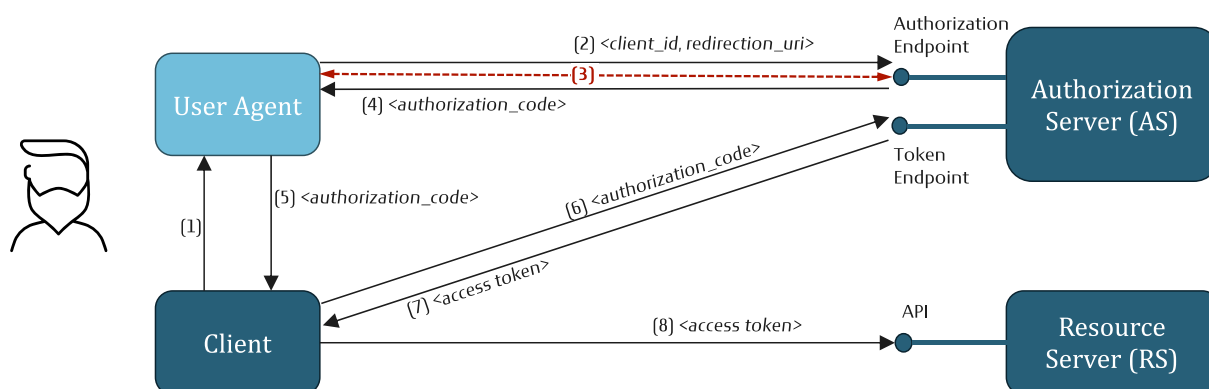 (2) <client_id, redirection_uri>
Authorization
Endpoint
(3)
User Agent
(4) <authorization_code>
Authorization
Server (AS)
Token
Endpoint
(1)
(5) <authorization_code>
(6) <authorization_code>
(7) <access token>
Client
(8) <access token>
API
Resource
Server (RS)